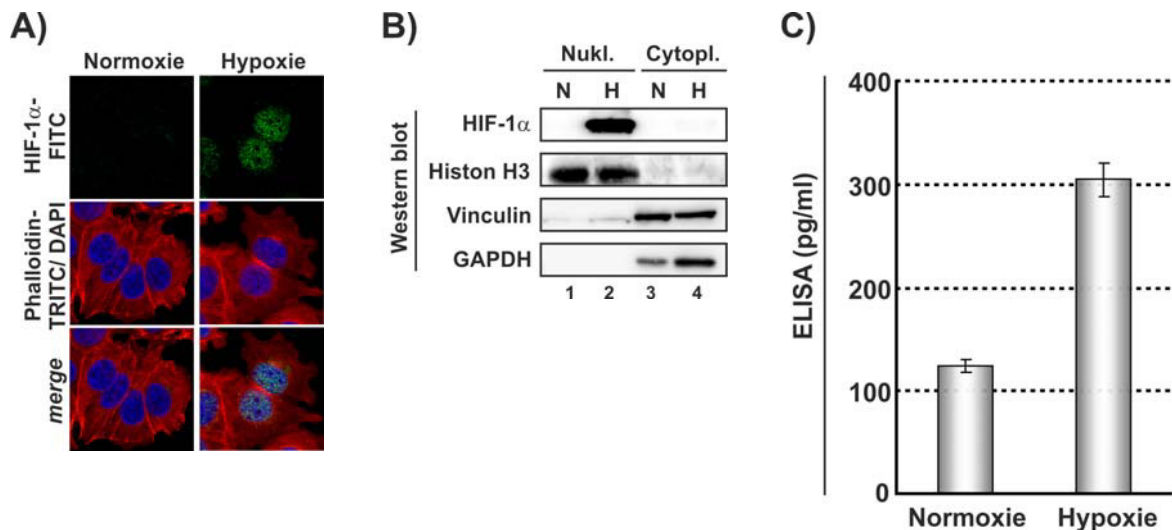 A)
Normoxie Hypoxie
HIF-1α-
FITC
Phalloidin-
TRITC/ DAPI
merge
B)
Nukl. Cytopl.
N H N H
Western blot
HIF-1α
Histon H3
Vinculin
GAPDH
1 2 3 4
C)
ELISA (pg/ml)
400
300
200
100
0
Normoxie Hypoxie